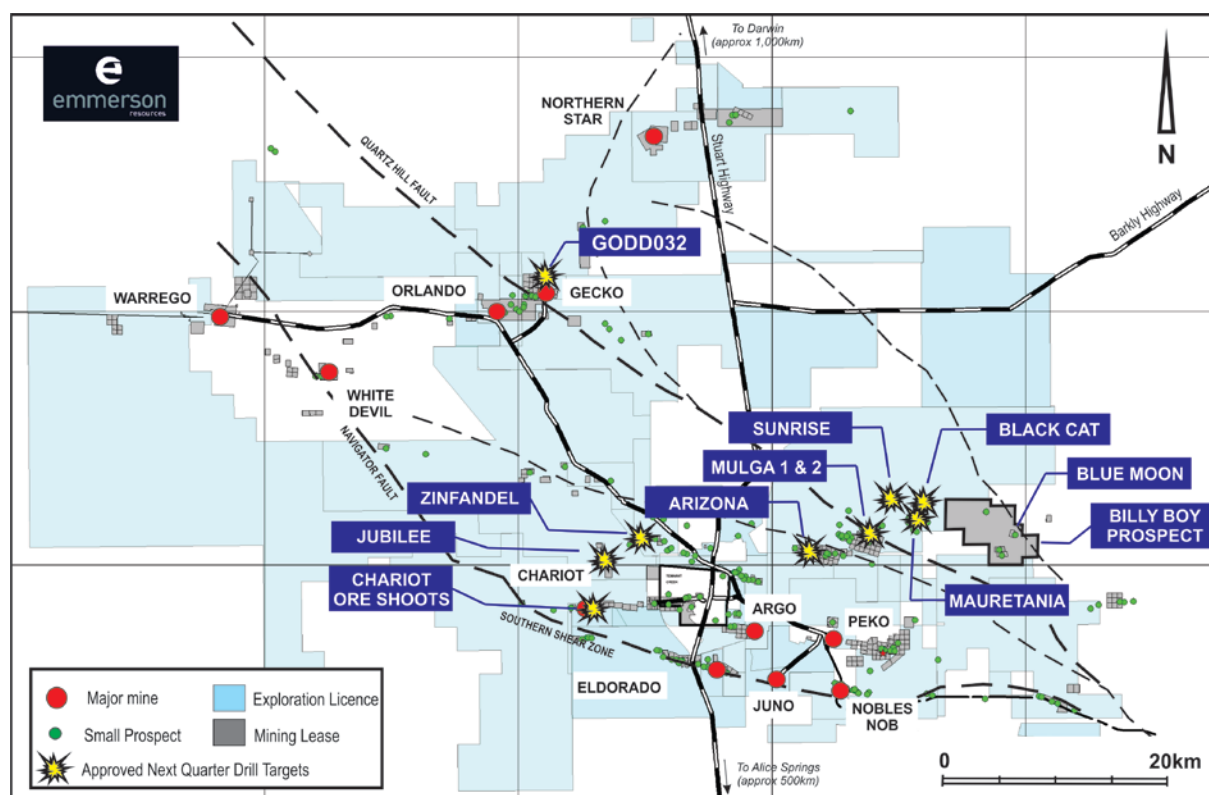 To Darwin
(approx 1,000km)
e
emmerson
resources
N
NORTHERN
STAR
QUARTZ HILL FAULT
Stuart Highway
Barkly Highway
GODD032
WARREGO
ORLANDO
GECKO
WHITE
DEVIL
NAVIGATOR FAULT
SUNRISE
BLACK CAT
MULGA 1 & 2
BLUE MOON
ZINFANDEL
ARIZONA
BILLY BOY
PROSPECT
JUBILEE
CHARIOT
CHARIOT
ORE SHOOTS
TENNANT
CREEK
MAURETANIA
ARGO
PEKO
SOUTHERN SHEAR ZONE
ELDORADO
JUNO
NOBLES
NOB
Major mine
Exploration Licence
Small Prospect
Mining Lease
Approved Next Quarter Drill Targets
To Alice Springs
(approx 500km)
0
20km